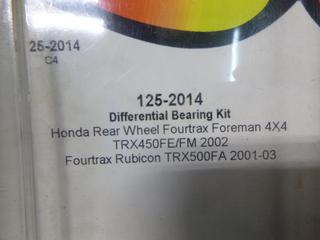 25-2014
C4
125-2014
Differential Bearing Kit
Honda Rear Wheel Fourtrax Foreman 4X4
TRX450FE/FM 2002
Fourtrax Rubicon TRX500FA 2001-03